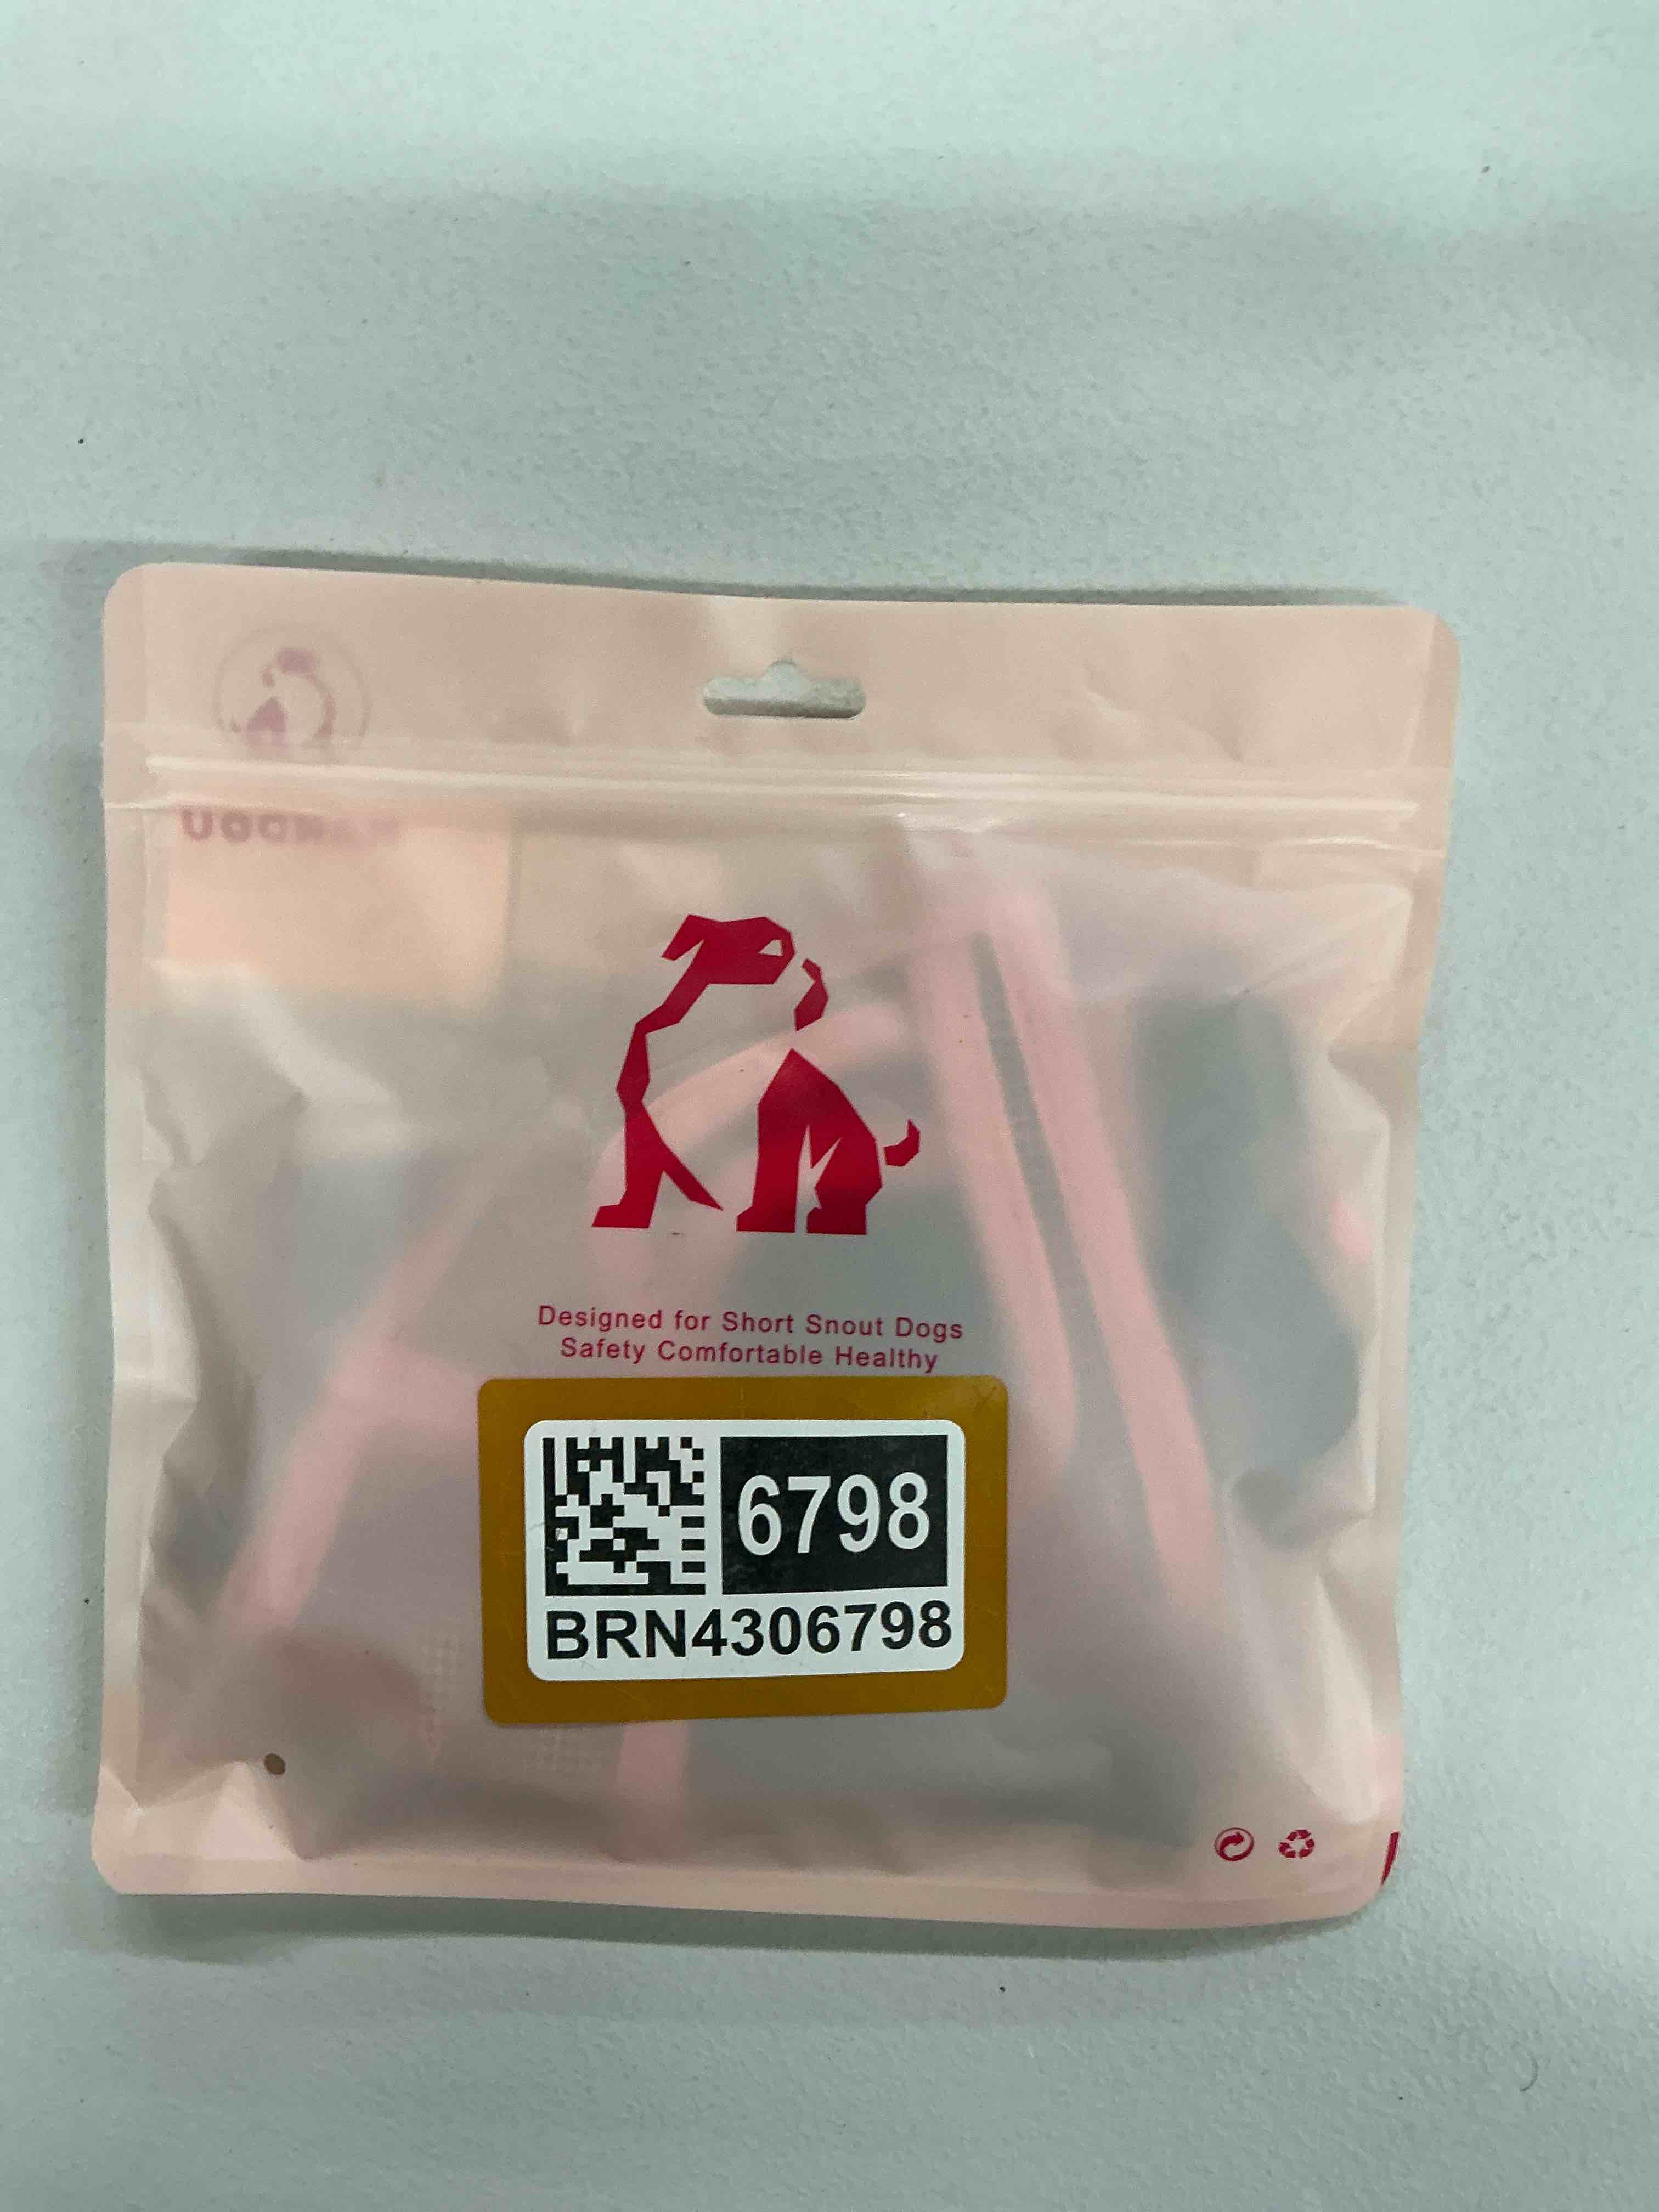 Designed for Short Snout Dogs
Safety Comfortable Healthy
6798
BRN4306798